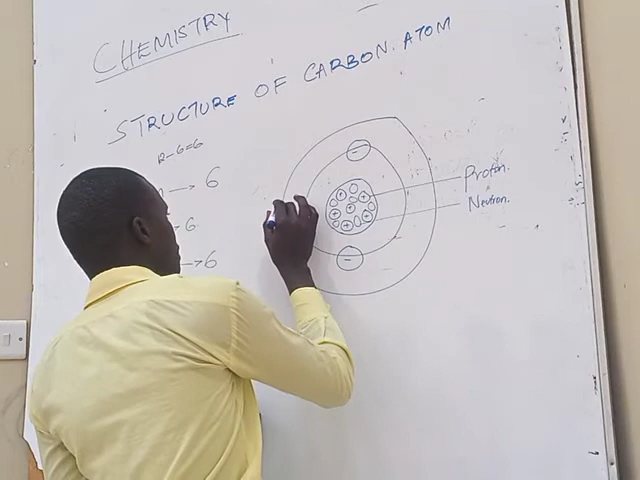 CHEMISTRY
STRUCTURE OF CARBON ATOM
→ 6
6
→ 6
Proton.
Neutron.